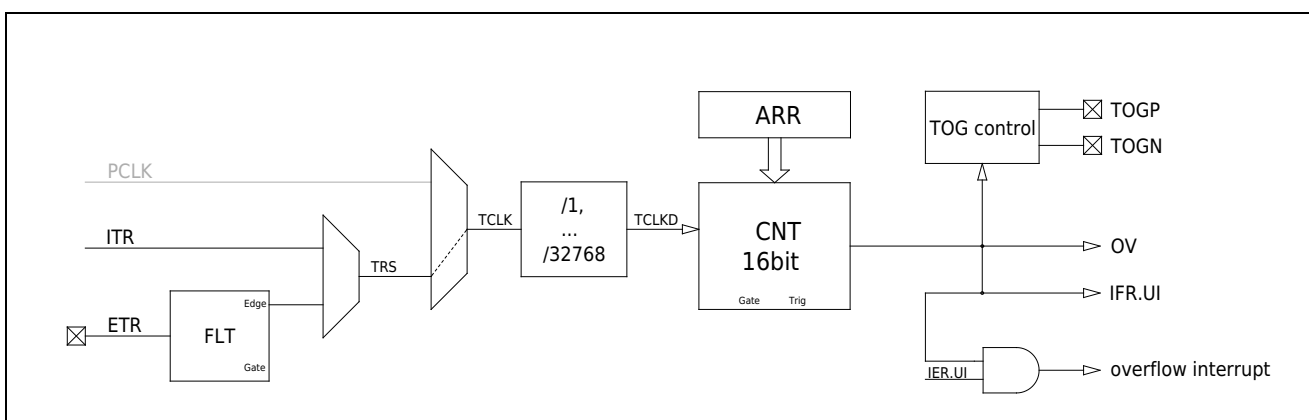 ARR
TOG control
TOGP
TOGN
PCLK
/1,
...
/32768
TCLK
TCLKD
CNT
16bit
Gate
Trig
ITR
TRS
OV
IFR.UI
ETR
Edge
FLT
Gate
IER.UI
overflow interrupt